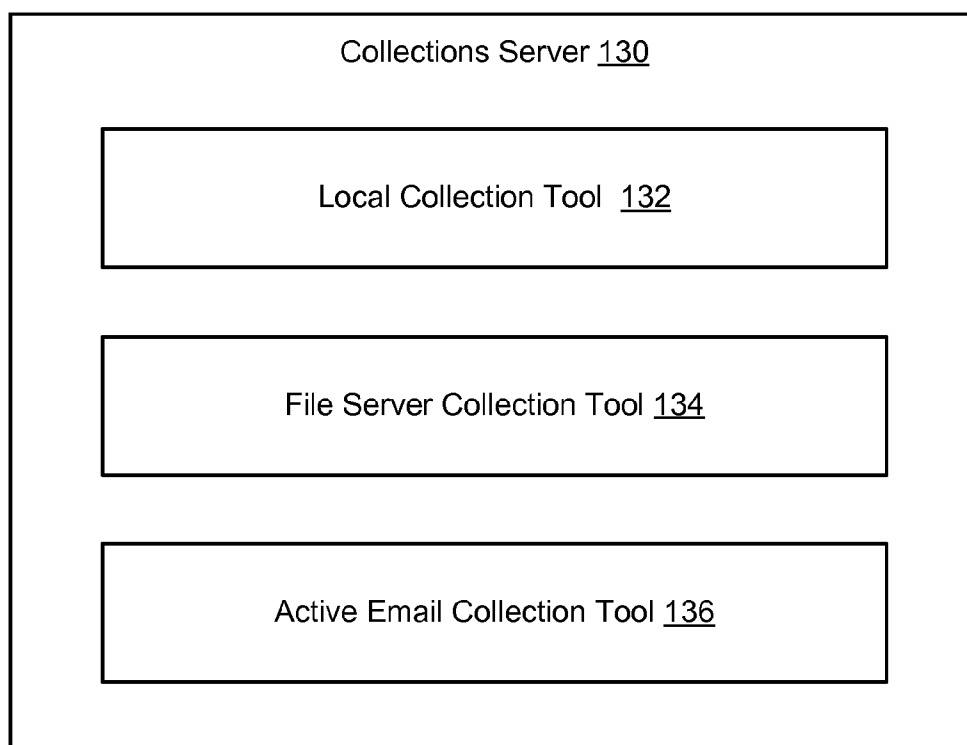 Collections Server 130
Local Collection Tool 132
File Server Collection Tool 134
Active Email Collection Tool 136